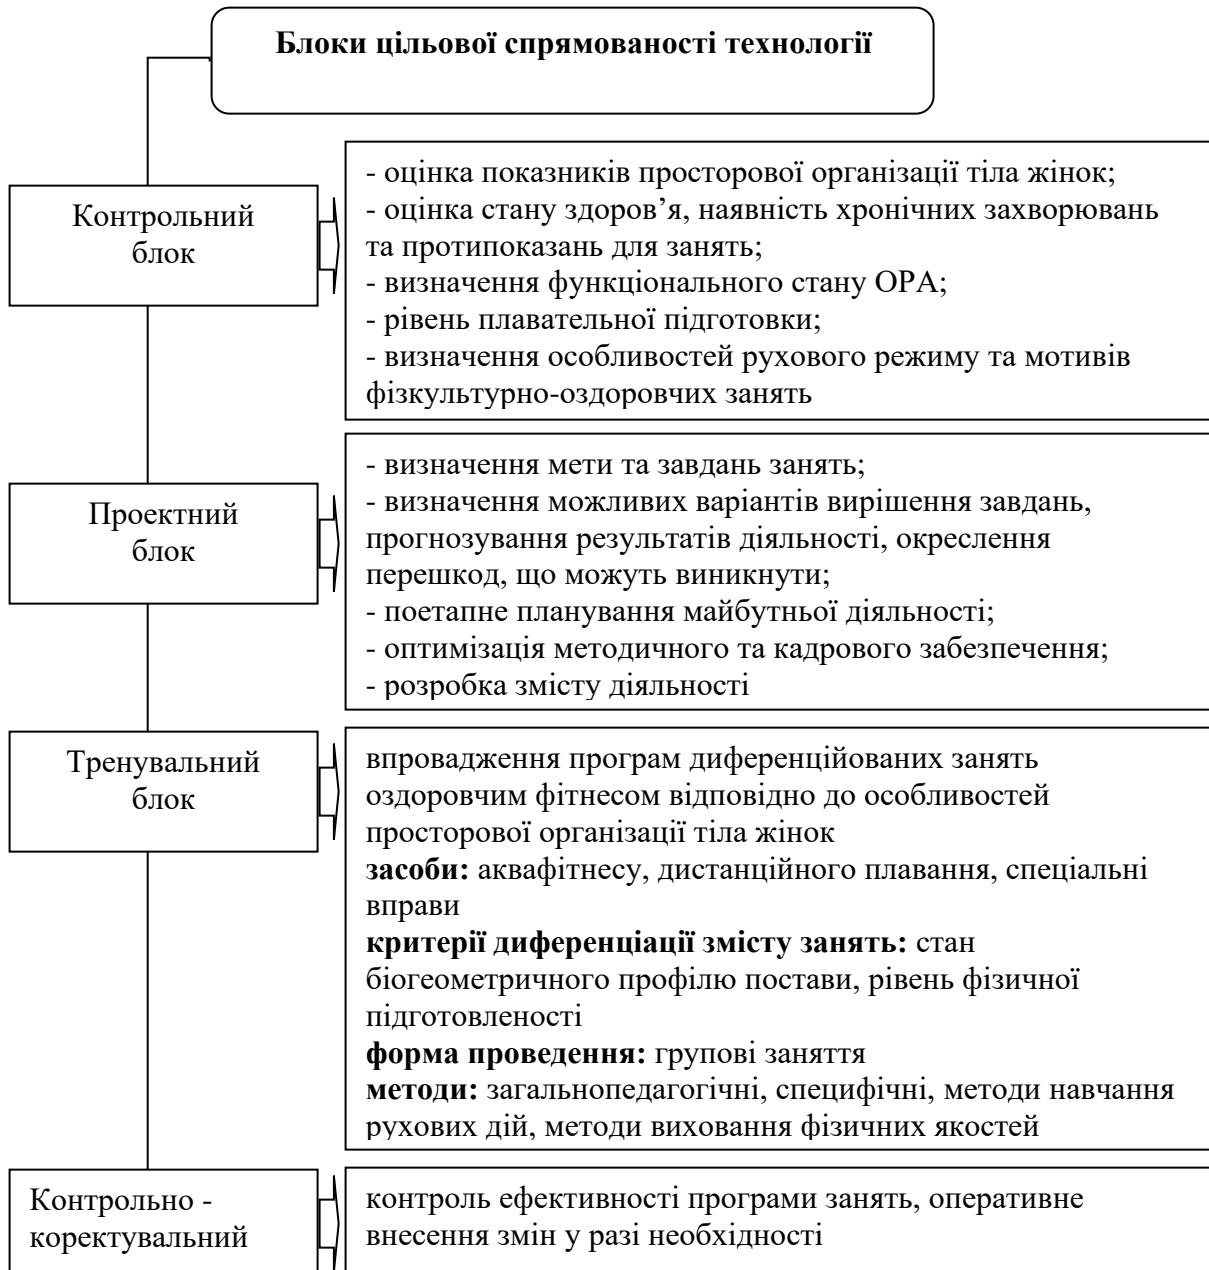 Блоки цільової спрямованості технології
Контрольний
блок
- оцінка показників просторової організації тіла жінок;
- оцінка стану здоров’я, наявність хронічних захворювань
та протипоказань для занять;
- визначення функціонального стану ОРА;
- рівень плавательної підготовки;
- визначення особливостей рухового режиму та мотивів
фізкультурно-оздоровчих занять
Проектний
блок
- визначення мети та завдань занять;
- визначення можливих варіантів вирішення завдань,
прогнозування результатів діяльності, окреслення
перешкод, що можуть виникнути;
- поетапне планування майбутньої діяльності;
- оптимізація методичного та кадрового забезпечення;
- розробка змісту діяльності
Тренувальний
блок
впровадження програм диференційованих занять
оздоровчим фітнесом відповідно до особливостей
просторової організації тіла жінок
засоби: аквафітнесу, дистанційного плавання, спеціальні
вправи
критерії диференціації змісту занять: стан
біогеометричного профілю постави, рівень фізичної
підготовленості
форма проведення: групові заняття
методи: загальнопедагогічні, специфічні, методи навчання
рухових дій, методи виховання фізичних якостей
Контрольно -
коректувальний
контроль ефективності програми занять, оперативне
внесення змін у разі необхідності